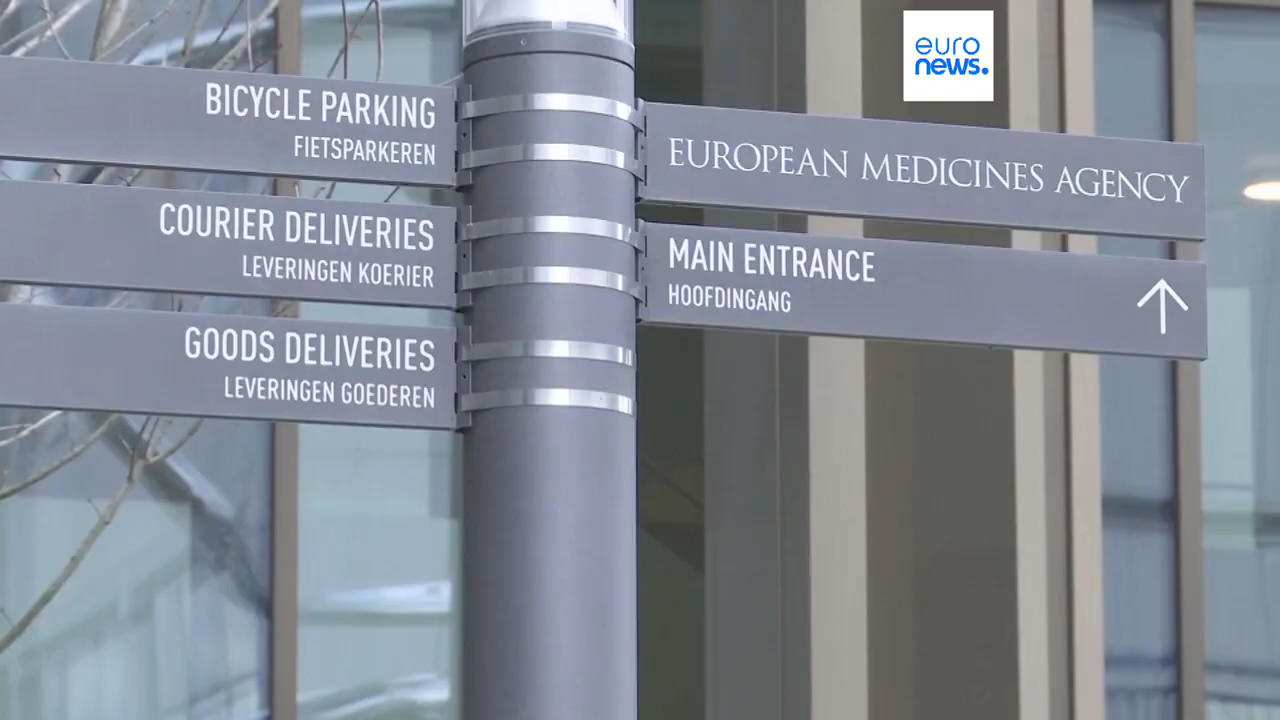 euro
news.
BICYCLE PARKING
FIETSPARKEREN
COURIER DELIVERIES
LEVERINGEN KOERIER
GOODS DELIVERIES
LEVERINGEN GOEDEREN
EUROPEAN MEDICINES AGENCY
MAIN ENTRANCE
HOOFDINGANG